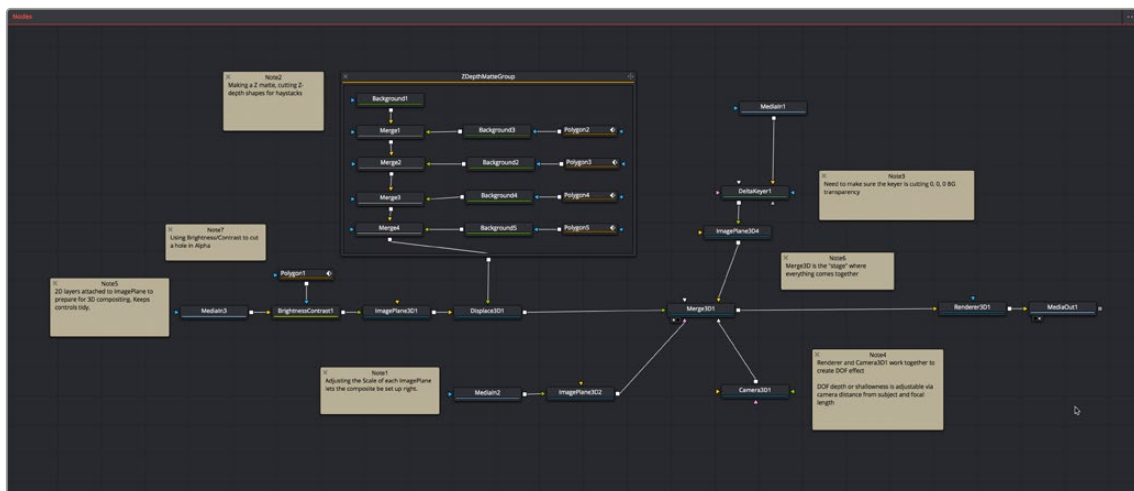 Nodes
Note2
Making a Z matte, cutting Z-
depth shapes for haystacks
ZDepthMatteGroup
Background1
Merge1
Background3
Polygon2
Merge2
Background2
Polygon3
Merge3
Background4
Polygon4
Merge4
Background5
Polygon5
MediaIn1
Note3
Need to make sure the keyer is cutting 0, 0, 0 BG
transparency
DeltaKeyer1
ImagePlane3D4
Note7
Using Brightness/Contrast to cut
a hole in Alpha
Note6
Merge3D is the "stage" where
everything comes together
Polygon1
Note5
2D layers attached to ImagePlane to
prepare for 3D compositing. Keeps
controls tidy.
MediaIn3
BrightnessContrast1
ImagePlane3D1
Displace3D1
Merge3D1
Renderer3D1
MediaOut1
Note1
Adjusting the Scale of each ImagePlane
lets the composite be set up right.
MediaIn2
ImagePlane3D2
Camera3D1
Note4
Renderer and Camera3D1 work together to
create DOF effect
DOF depth or shallowness is adjustable via
camera distance from subject and focal
length